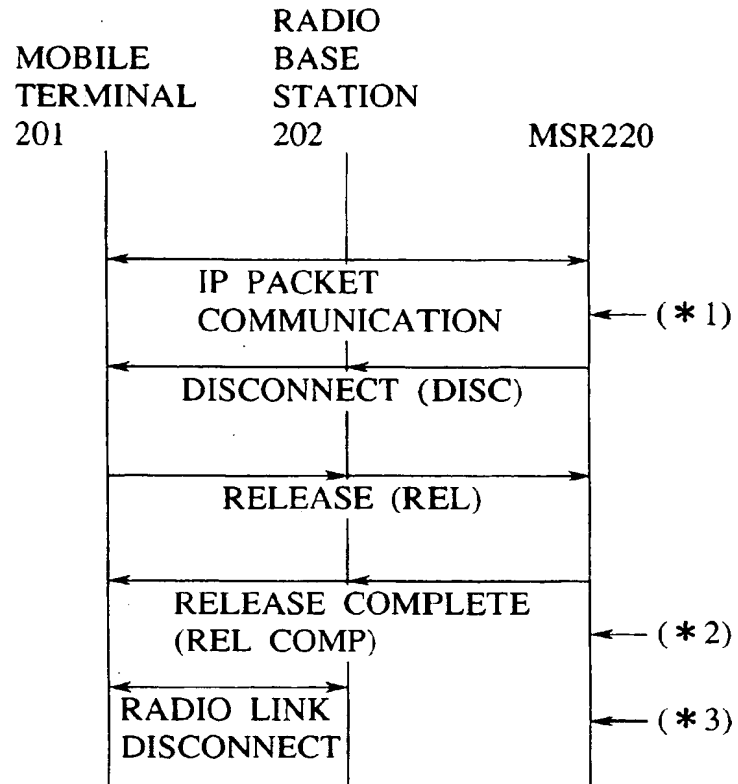 MOBILE
TERMINAL
201
RADIO
BASE
STATION
202
MSR220
IP PACKET
COMMUNICATION
(*1)
DISCONNECT (DISC)
RELEASE (REL)
RELEASE COMPLETE
(REL COMP)
(*2)
RADIO LINK
DISCONNECT
(*3)